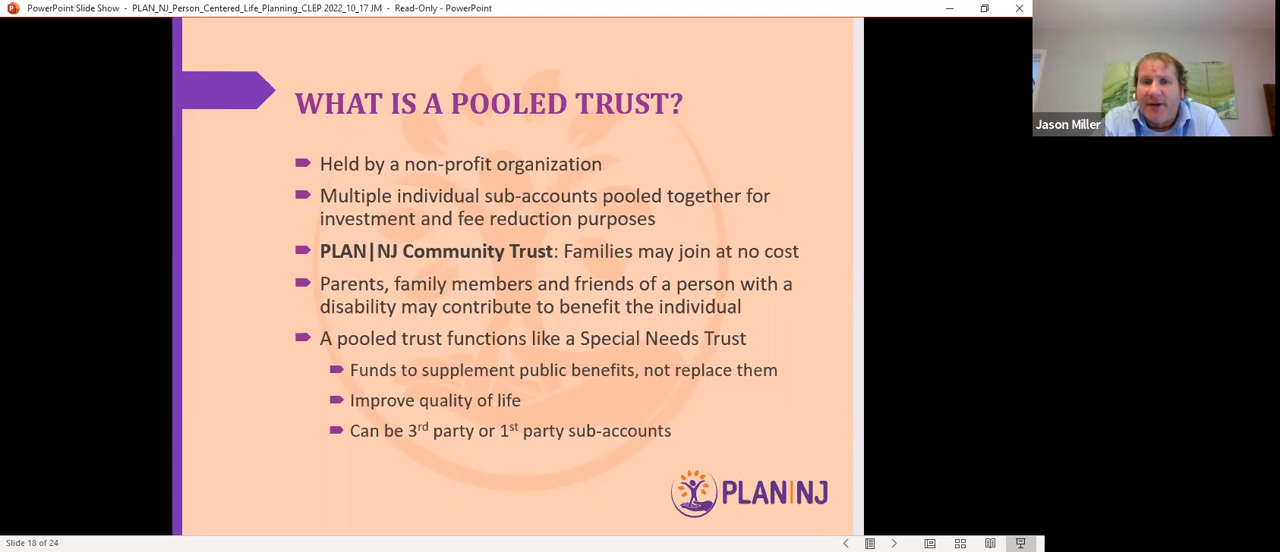 PowerPoint Slide Show - PLAN_NJ_Person_Centered_Life_Planning_CLEP 2022_10_17 JM - Read-Only - PowerPoint
Jason Miller
WHAT IS A POOLED TRUST?
Held by a non-profit organization
Multiple individual sub-accounts pooled together for
investment and fee reduction purposes
PLAN|NJ Community Trust: Families may join at no cost
Parents, family members and friends of a person with a
disability may contribute to benefit the individual
A pooled trust functions like a Special Needs Trust
Funds to supplement public benefits, not replace them
Improve quality of life
Can be 3rd party or 1st party sub-accounts
PLAN|NJ
Slide 18 of 24